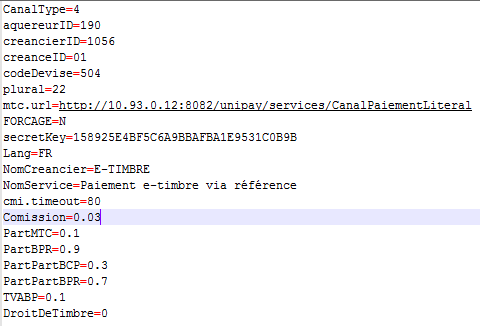 CanalType=4
aquereurID=190
creancierID=1056
creanceID=01
codeDevise=504
plural=22
mtc.url=http://10.93.0.12:8082/unipay/services/CanalPaiementLiteral
FORCAGE=N
secretKey=158925E4BF5C6A9BBAFBA1E9531C0B9B
Lang=FR
NomCreancier=E-TIMBRE
NomService=Paiement e-timbre via référence
cmi.timeout=80
Comission=0.03
PartMTC=0.1
PartBPR=0.9
PartPartBCP=0.3
PartPartBPR=0.7
TVABP=0.1
DroitDeTimbre=0